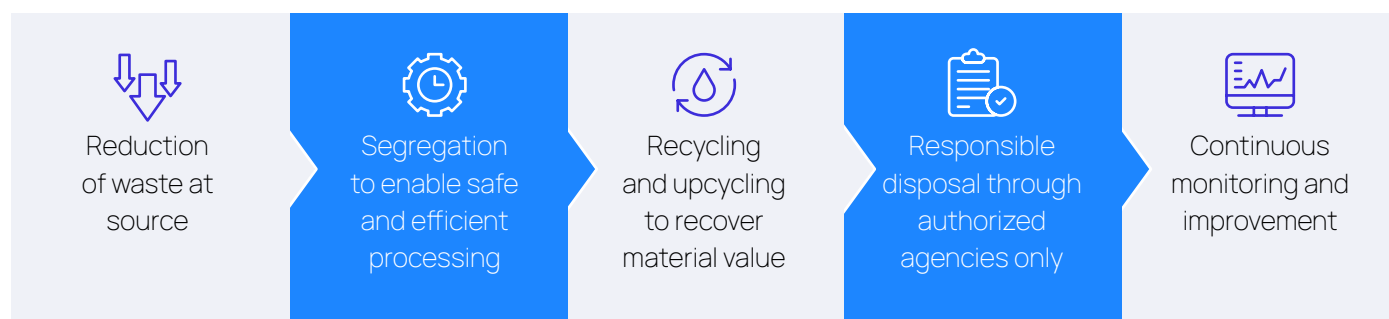 Reduction
of waste at
source
Segregation
to enable safe
and efficient
processing
Recycling
and upcycling
to recover
material value
Responsible
disposal through
authorized
agencies only
Continuous
monitoring and
improvement